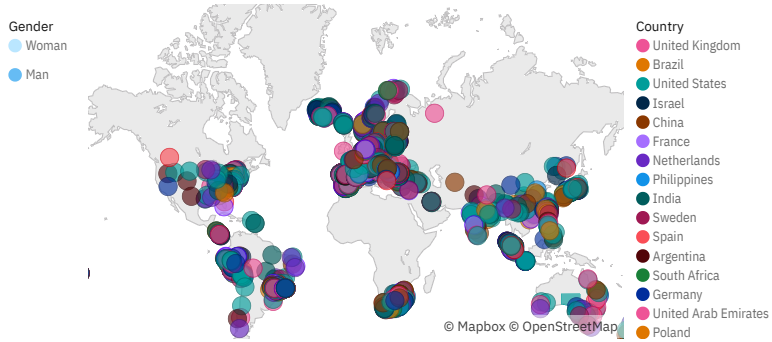 Gender
Woman
Man
Country
United Kingdom
Brazil
United States
Israel
China
France
Netherlands
Philippines
India
Sweden
Spain
Argentina
South Africa
Germany
United Arab Emirates
Poland
© Mapbox © OpenStreetMap